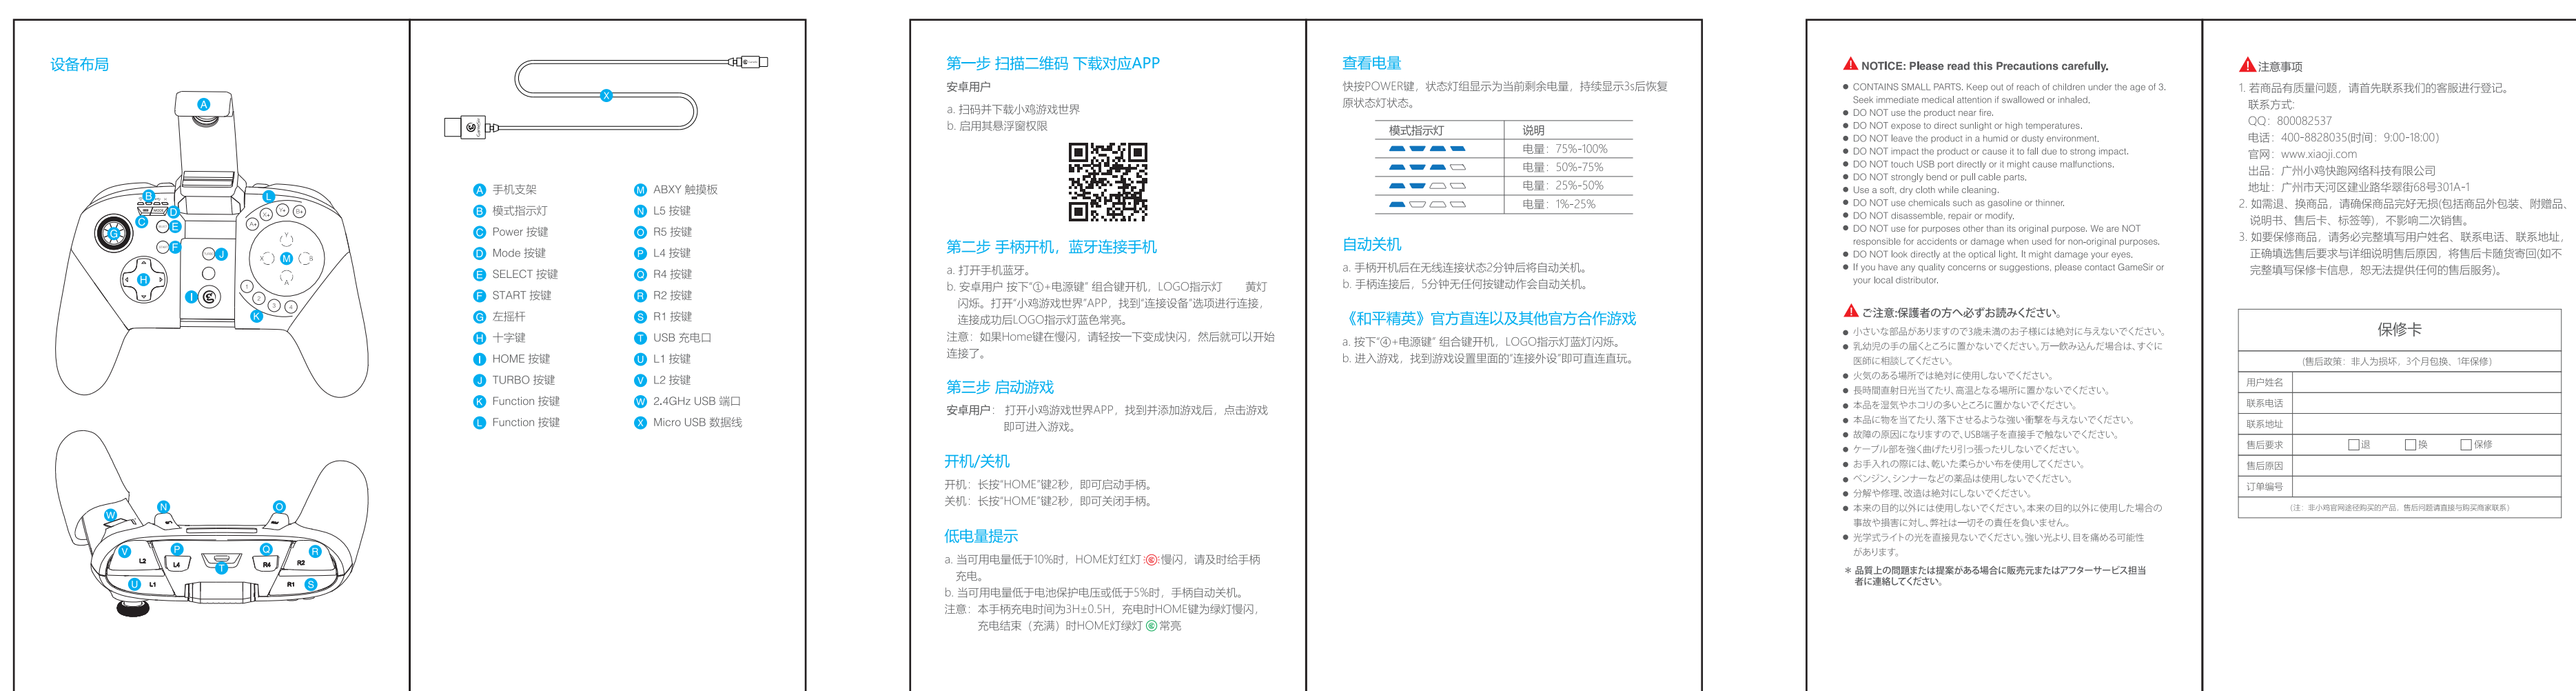 设备布局
A
B
L
D
C
E
G
F
J
A+
X+
Y+
B+
Y
X
M
B
A
H
I
1
2
3
4
K
N
O
W
V
P
Q
R
L2
L4
T
R4
R2
U
L1
R1
S
X
A 手机支架
B 模式指示灯
C Power 按键
D Mode 按键
E SELECT 按键
F START 按键
G 左摇杆
H 十字键
I HOME 按键
J TURBO 按键
K Function 按键
L Function 按键
M ABXY 触摸板
N L5 按键
O R5 按键
P L4 按键
Q R4 按键
R R2 按键
S R1 按键
T USB 充电口
U L1 按键
V L2 按键
W 2.4GHz USB 端口
X Micro USB 数据线
第一步 扫描二维码 下载对应APP
安卓用户
a. 扫码并下载小鸡游戏世界
b. 启用其悬浮窗权限
第二步 手柄开机，蓝牙连接手机
a. 打开手机蓝牙。
b. 安卓用户 按下“①+电源键” 组合键开机，LOGO指示灯 黄灯
闪烁。打开“小鸡游戏世界”APP，找到“连接设备”选项进行连接，
连接成功后LOGO指示灯蓝色常亮。
注意：如果Home键在慢闪，请轻按一下变成快闪，然后就可以开始
连接了。
第三步 启动游戏
安卓用户： 打开小鸡游戏世界APP，找到并添加游戏后，点击游戏
即可进入游戏。
开机/关机
开机：长按“HOME”键2秒，即可启动手柄。
关机：长按“HOME”键2秒，即可关闭手柄。
低电量提示
a. 当可用电量低于10%时，HOME灯红灯 慢闪，请及时给手柄
充电。
b. 当可用电量低于电池保护电压或低于5%时，手柄自动关机。
注意：本手柄充电时间为3H±0.5H，充电时HOME键为绿灯慢闪，
充电结束（充满）时HOME灯绿灯 常亮
查看电量
快按POWER键，状态灯组显示为当前剩余电量，持续显示3s后恢复
原状态灯状态。
模式指示灯 说明
电量：75%-100%
电量：50%-75%
电量：25%-50%
电量：1%-25%
自动关机
a. 手柄开机后在无线连接状态2分钟后将自动关机。
b. 手柄连接后，5分钟无任何按键动作会自动关机。
《和平精英》官方直连以及其他官方合作游戏
a. 按下“④+电源键” 组合键开机，LOGO指示灯蓝灯闪烁。
b. 进入游戏，找到游戏设置里面的“连接外设”即可直连直玩。
NOTICE: Please read this Precautions carefully.
● CONTAINS SMALL PARTS. Keep out of reach of children under the age of 3.
Seek immediate medical attention if swallowed or inhaled.
● DO NOT use the product near fire.
● DO NOT expose to direct sunlight or high temperatures.
● DO NOT leave the product in a humid or dusty environment.
● DO NOT impact the product or cause it to fall due to strong impact.
● DO NOT touch USB port directly or it might cause malfunctions.
● DO NOT strongly bend or pull cable parts.
● Use a soft, dry cloth while cleaning.
● DO NOT use chemicals such as gasoline or thinner.
● DO NOT disassemble, repair or modify.
● DO NOT use for purposes other than its original purpose. We are NOT
responsible for accidents or damage when used for non-original purposes.
● DO NOT look directly at the optical light. It might damage your eyes.
● If you have any quality concerns or suggestions, please contact GameSir or
your local distributor.
ご注意:保護者の方へ必ずお読みください。
● 小さいな部品がありますので3歳未満のお子様には絶対に与えないでください。
● 乳幼児の手の届くところに置かないでください。万一飲み込んだ場合は、すぐに
医師に相談してください。
● 火気のある場所では絶対に使用しないでください。
● 長時間直射日光当てたり、高温となる場所に置かないでください。
● 本品を湿気やホコリの多いところに置かないでください。
● 本品に物を当てたり、落下させるような強い衝撃を与えないでください。
● 故障の原因になりますので、USB端子を直接手で触ないでください。
● ケーブル部を強く曲げたり引っ張ったりしないでください。
● お手入れの際には、乾いた柔らかい布を使用してください。
● ベンジン、シンナーなどの薬品は使用しないでください。
● 分解や修理、改造は絶対にしないでください。
● 本来の目的以外には使用しないでください。本来の目的以外に使用した場合の
事故や損害に対し、弊社は一切その責任を負いません。
● 光学式ライトの光を直接見ないでください。強い光より、目を痛める可能性
があります。
＊ 品質上の問題または提案がある場合に販売元またはアフターサービス担当
者に連絡してください。
注意事项
1. 若商品有质量问题，请首先联系我们的客服进行登记。
联系方式:
QQ：800082537
电话：400-8828035(时间：9:00-18:00)
官网：www.xiaoji.com
出品：广州小鸡快跑网络科技有限公司
地址：广州市天河区建业路华翠街68号301A-1
2. 如需退、换商品，请确保商品完好无损(包括商品外包装、附赠品、
说明书、售后卡、标签等)，不影响二次销售。
3. 如要保修商品，请务必完整填写用户姓名、联系电话、联系地址，
正确填选售后要求与详细说明售后原因，将售后卡随货寄回(如不
完整填写保修卡信息，恕无法提供任何的售后服务)。
保修卡
(售后政策：非人为损坏，3个月包换、1年保修)
用户姓名
联系电话
联系地址
售后要求 □退 □换 □保修
售后原因
订单编号
(注：非小鸡官网途径购买的产品，售后问题请直接与购买商家联系)